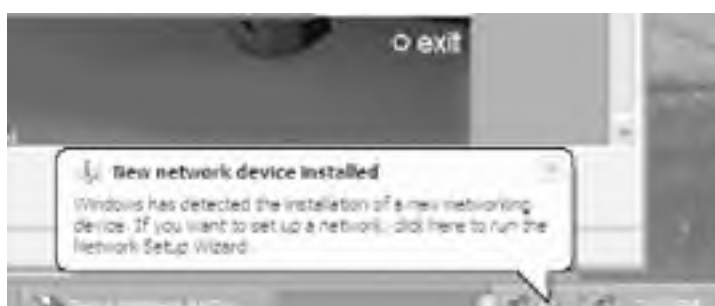 exit
New network device installed
Windows has detected the installation of a new networking
device. If you want to set up a network, click here to run the
Network Setup Wizard.